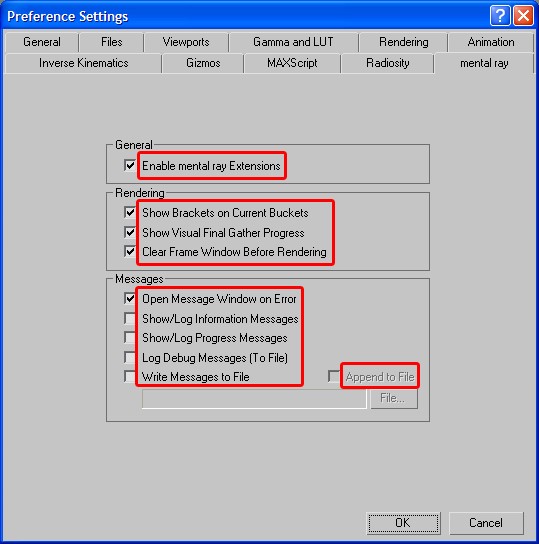 Preference Settings
General Files Viewports Gamma and LUT Rendering Animation
Inverse Kinematics Gizmos MAXScript Radiosity mental ray
General
Enable mental ray Extensions
Rendering
Show Brackets on Current Buckets
Show Visual Final Gather Progress
Clear Frame Window Before Rendering
Messages
Open Message Window on Error
Show/Log Information Messages
Show/Log Progress Messages
Log Debug Messages (To File)
Write Messages to File Append to File
File...
OK Cancel